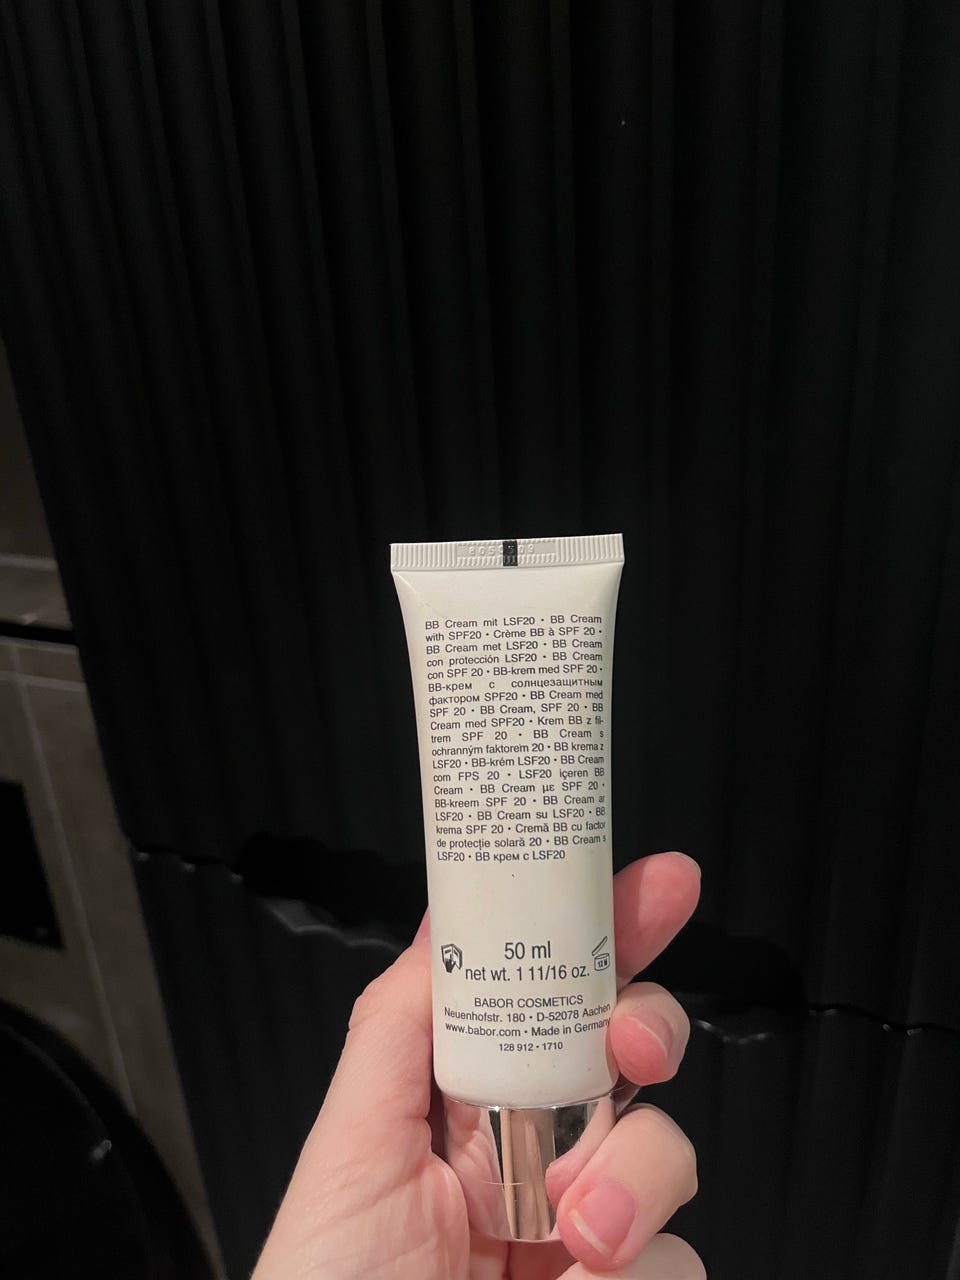 BB Cream mit LSF20 • BB Cream
with SPF20 • Crème BB à SPF 20 •
BB Cream met LSF20 • BB Cream
con protección LSF20 • BB Cream
con SPF 20 • BB-krem med SPF 20 •
BB-крем с солнцезащитным
фактором SPF20 • BB Cream med
SPF 20 • BB Cream, SPF 20 • BB
Cream med SPF20 • Krem BB z fil-
trem SPF 20 • BB Cream s
ochranným faktorem 20 • BB krema z
LSF20 • BB-krém LSF20 • BB Cream
com FPS 20 • LSF20 içeren BB
Cream • BB Cream με SPF 20 •
BB-kreem SPF 20 • BB Cream ar
LSF20 • BB Cream su LSF20 • BB
krema SPF 20 • Cremă BB cu factor
de protecție solară 20 • BB Cream s
LSF20 • BB крем с LSF20
50 ml
net wt. 1 11/16 oz.
12 M
BABOR COSMETICS
Neuenhofstr. 180 • D-52078 Aachen
www.babor.com • Made in Germany
128 912 • 1710